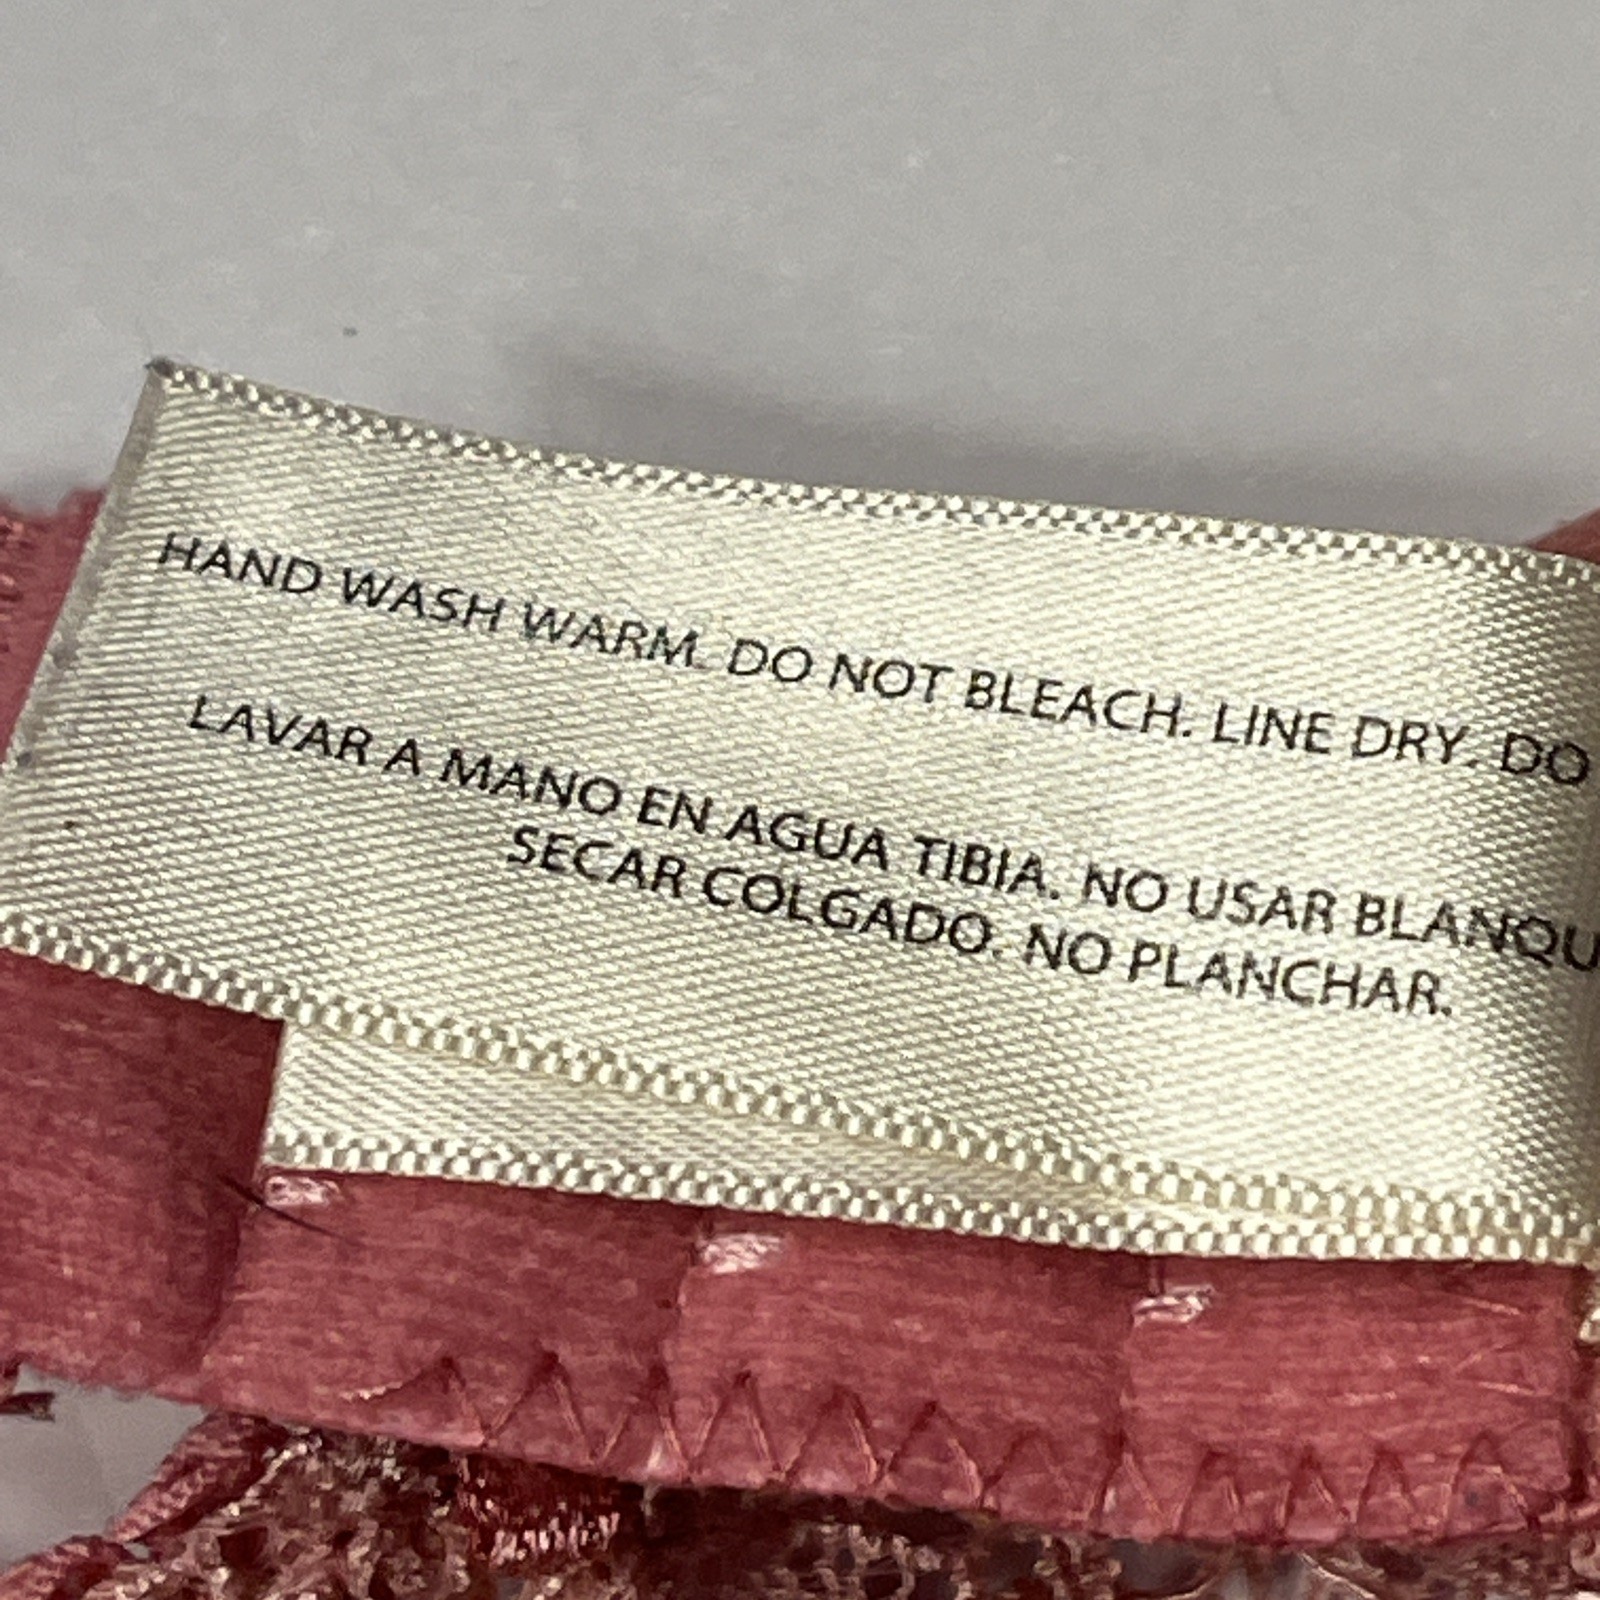 HAND WASH WARM. DO NOT BLEACH. LINE DRY. DO
LAVAR A MANO EN AGUA TIBIA. NO USAR BLANQU
SECAR COLGADO. NO PLANCHAR.